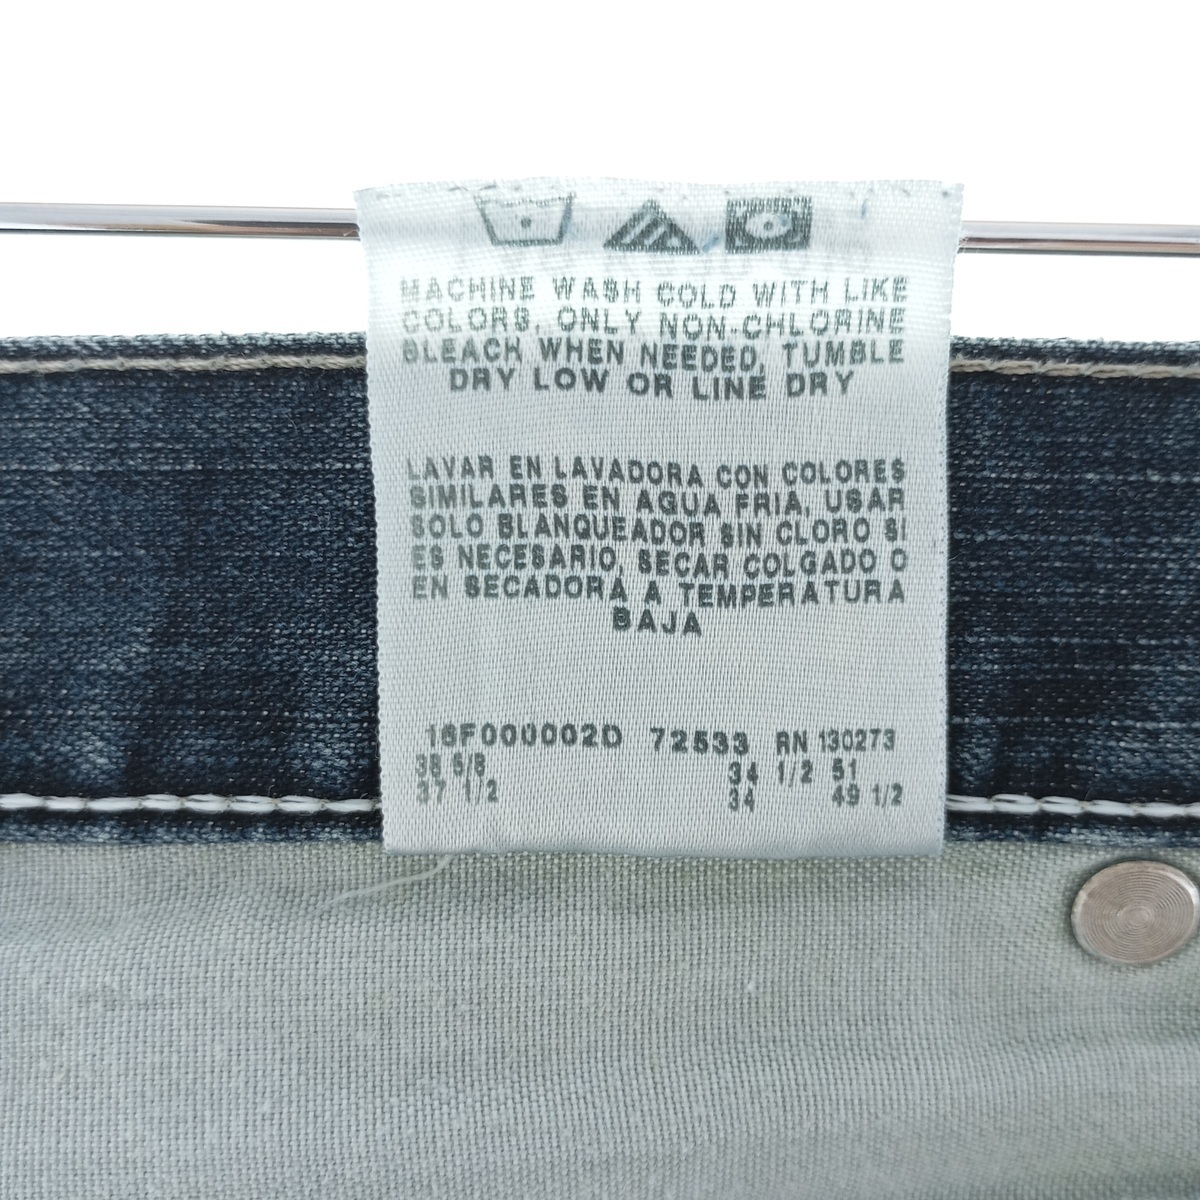 MACHINE WASH COLD WITH LIKE
COLORS, ONLY NON-CHLORINE
BLEACH WHEN NEEDED, TUMBLE
DRY LOW OR LINE DRY
LAVAR EN LAVADORA CON COLORES
SIMILARES EN AGUA FRIA, USAR
SOLO BLANQUEADOR SIN CLORO SI
ES NECESARIO, SECAR COLGADO O
EN SECADORA A TEMPERATURA
BAJA
16F000002D 72533 RN 130273
38 5/8 34 1/2 51
37 1/2 34 49 1/2